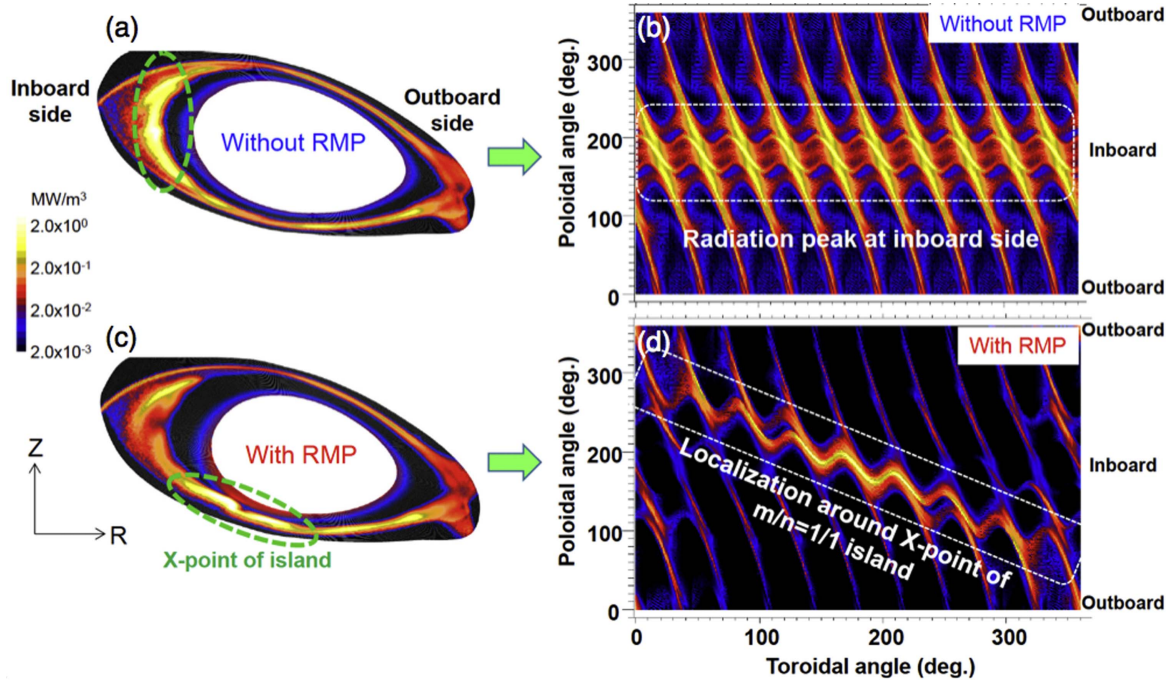 (a)
Inboard
side
Without RMP
Outboard
side
MW/m³
2.0x10⁰
2.0x10⁻¹
2.0x10⁻²
2.0x10⁻³
(b)
Without RMP
Poloidal angle (deg.)
300
200
100
0
Radiation peak at inboard side
Outboard
Inboard
Outboard
(c)
With RMP
Z
R
X-point of island
(d)
With RMP
Poloidal angle (deg.)
300
200
100
0
Localization around X-point of
m/n=1/1 island
Outboard
Inboard
Outboard
0
100
200
300
Toroidal angle (deg.)